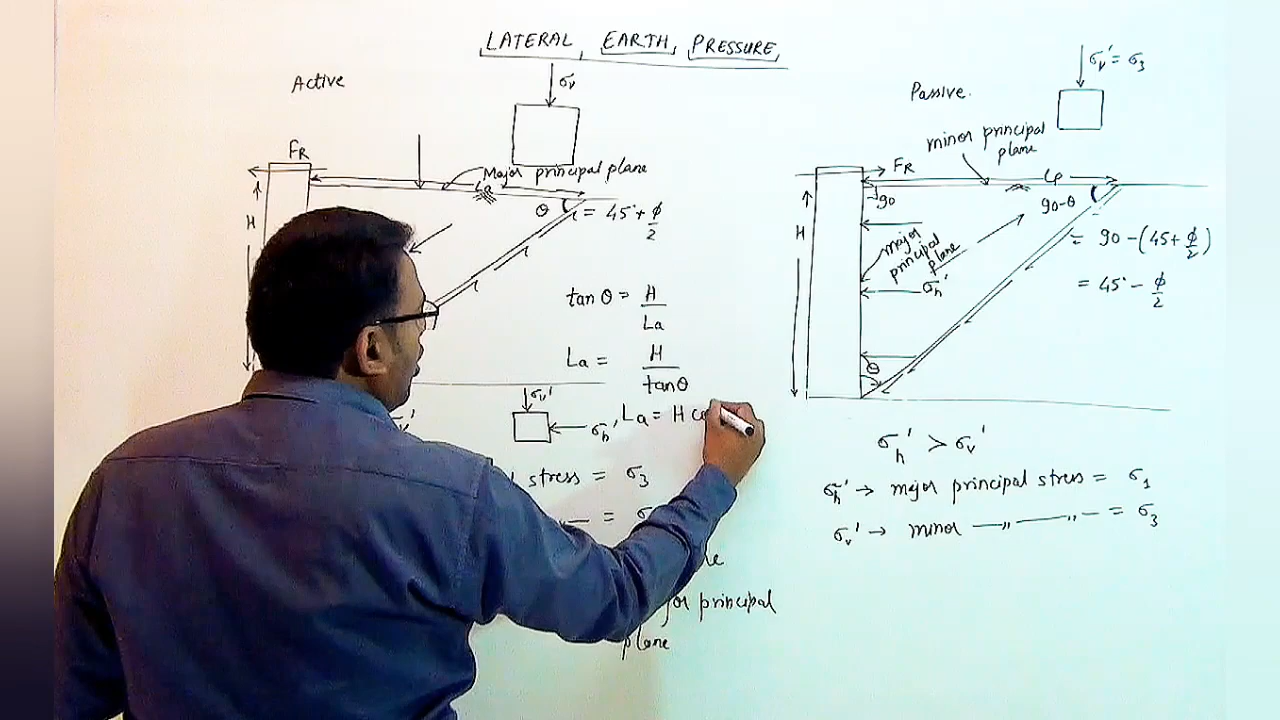 LATERAL EARTH PRESSURE
Active
σv
FR
Major principal plane
La
H
θ = 45° + φ/2
tan θ = H/La
La = H/tanθ
σv'
σh'
La = H co
stress = σ3
= σ
principal
plane
Passive.
σv' = σ3
minor principal
plane
FR
Lp
90
90-θ
= 90 - (45 + φ/2)
= 45° - φ/2
H
major
principal
plane
σh'
θ
σh' > σv'
σh' → major principal stress = σ1
σv' → minor —〃— —〃— = σ3